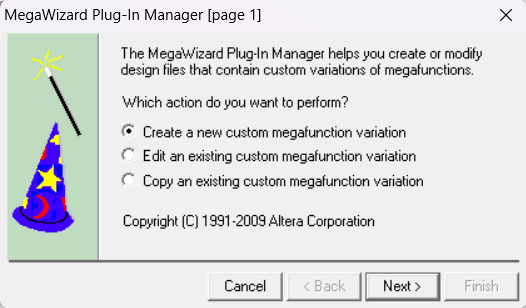 MegaWizard Plug-In Manager [page 1]
The MegaWizard Plug-In Manager helps you create or modify
design files that contain custom variations of megafunctions.
Which action do you want to perform?
Create a new custom megafunction variation
Edit an existing custom megafunction variation
Copy an existing custom megafunction variation
Copyright (C) 1991-2009 Altera Corporation
Cancel
< Back
Next >
Finish